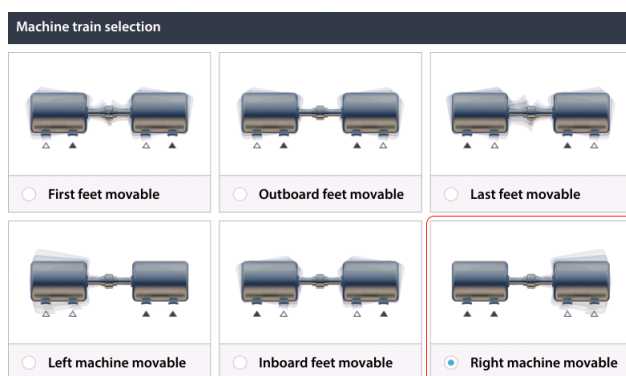 Machine train selection
First feet movable
Outboard feet movable
Last feet movable
Left machine movable
Inboard feet movable
Right machine movable